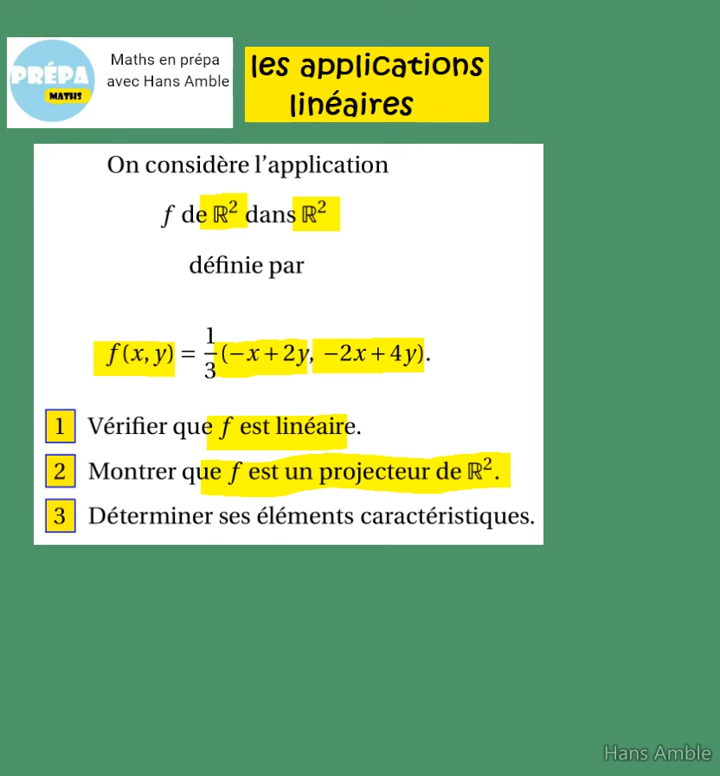 PRÉPA
MATHS
Maths en prépa
avec Hans Amble
les applications
linéaires
On considère l'application
f de ℝ² dans ℝ²
définie par
f(x, y) = 1/3 (−x + 2y, −2x + 4y).
1 Vérifier que f est linéaire.
2 Montrer que f est un projecteur de ℝ².
3 Déterminer ses éléments caractéristiques.
Hans Amble